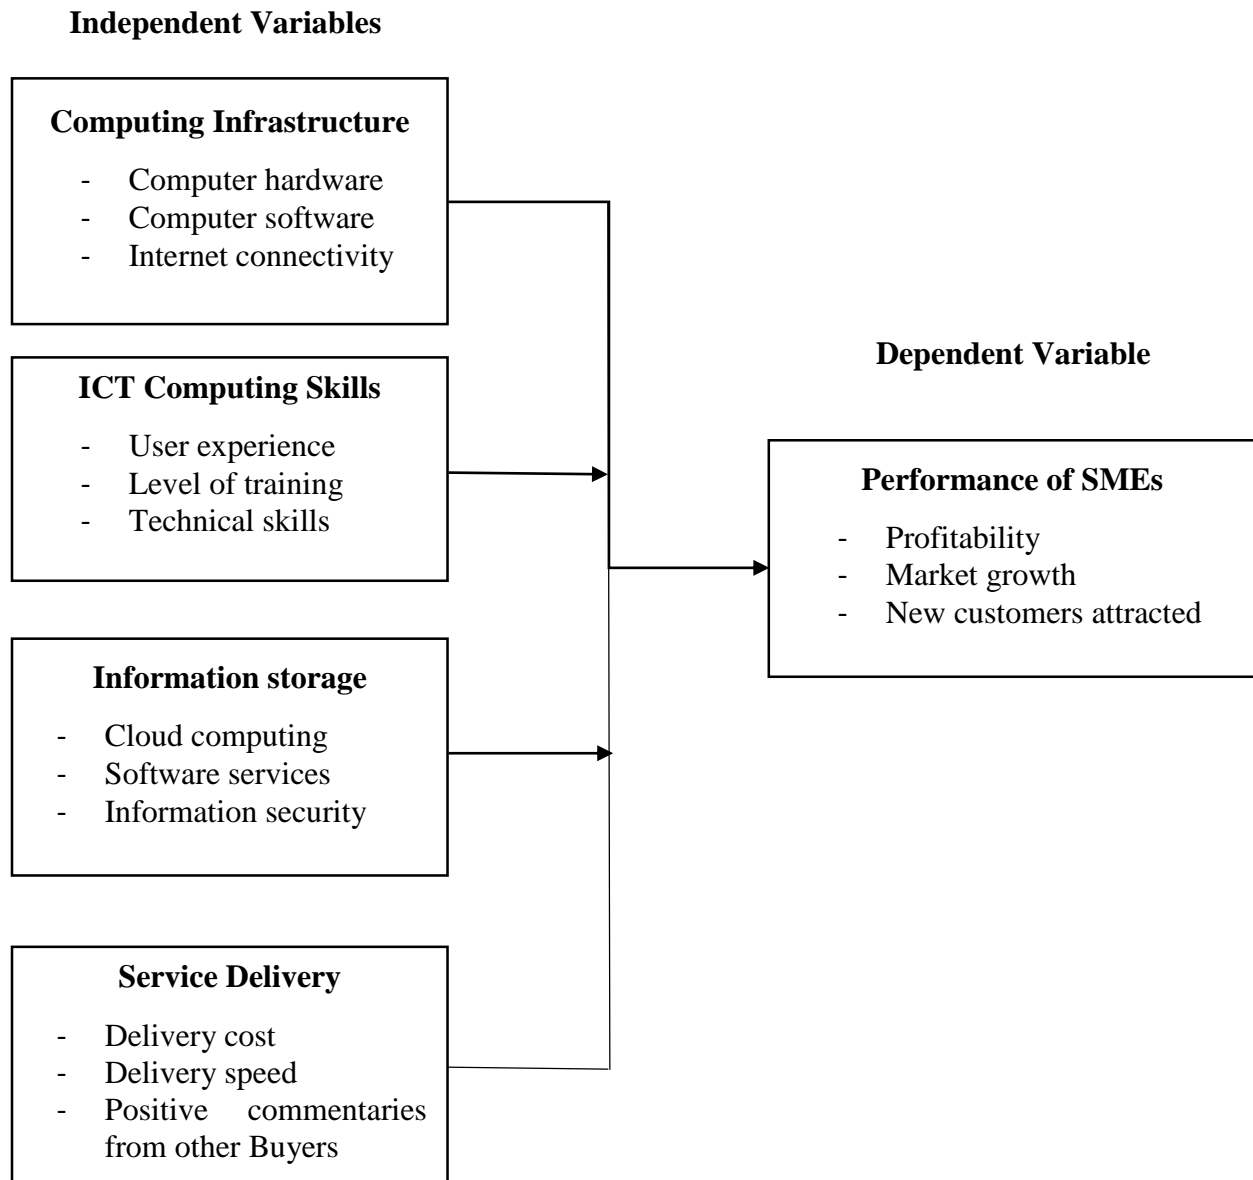 Independent Variables
Computing Infrastructure
- Computer hardware
- Computer software
- Internet connectivity
ICT Computing Skills
- User experience
- Level of training
- Technical skills
Information storage
- Cloud computing
- Software services
- Information security
Service Delivery
- Delivery cost
- Delivery speed
- Positive commentaries
from other Buyers
Dependent Variable
Performance of SMEs
- Profitability
- Market growth
- New customers attracted